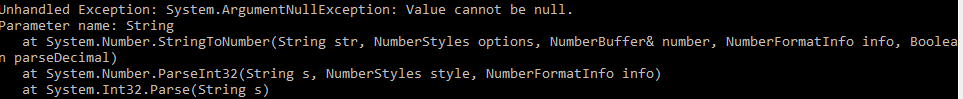 Unhandled Exception: System.ArgumentNullException: Value cannot be null.
Parameter name: String
   at System.Number.StringToNumber(String str, NumberStyles options, NumberBuffer& number, NumberFormatInfo info, Boolea
n parseDecimal)
   at System.Number.ParseInt32(String s, NumberStyles style, NumberFormatInfo info)
   at System.Int32.Parse(String s)